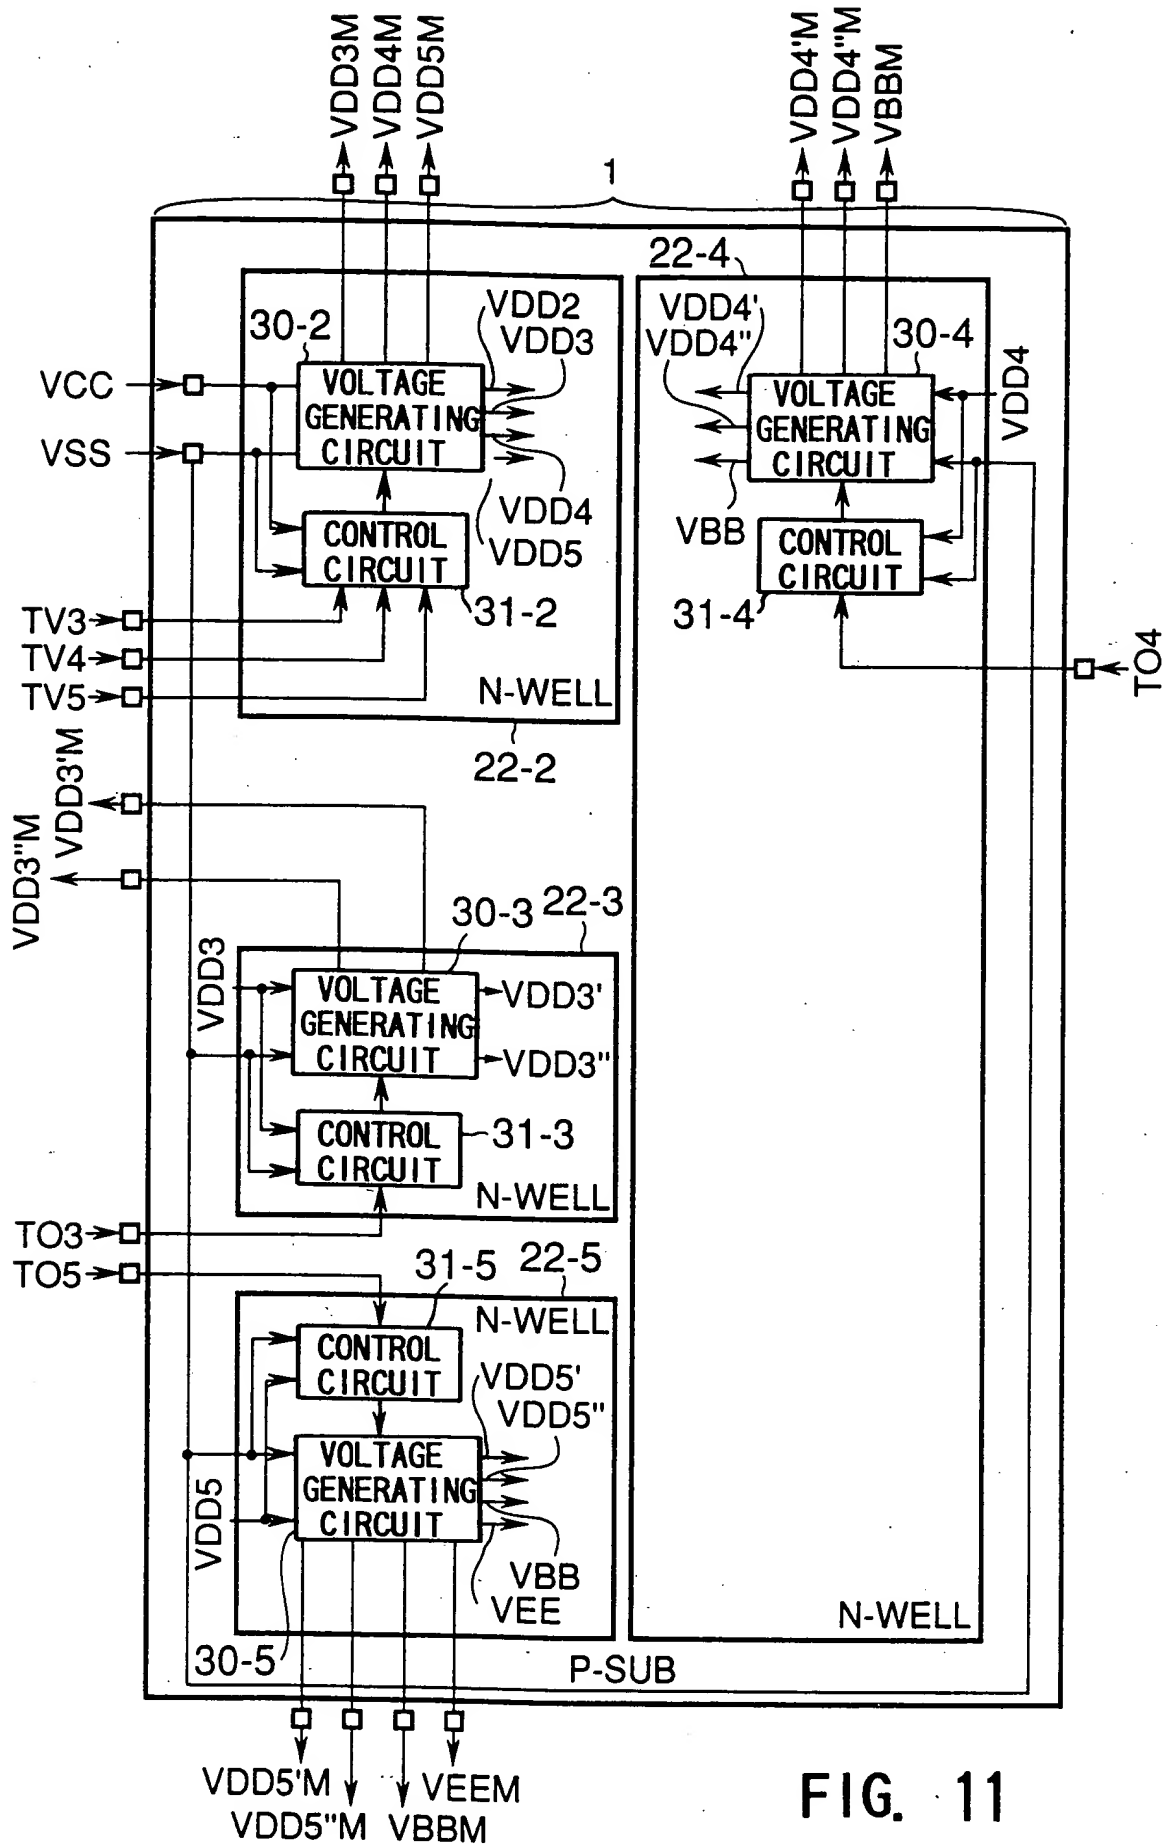 VDD3M
VDD4M
VDD5M
VDD4'M
VDD4"M
VBBM
1
22-4
30-2
VDD2
VDD3
VDD4'
VDD4"
30-4
VCC
VSS
VOLTAGE
GENERATING
CIRCUIT
VOLTAGE
GENERATING
CIRCUIT
VDD4
VDD4
VDD5
VBB
CONTROL
CIRCUIT
CONTROL
CIRCUIT
31-2
31-4
TV3
TV4
TV5
TO4
N-WELL
22-2
VDD3'M
VDD3"M
30-3
22-3
VDD3
VOLTAGE
GENERATING
CIRCUIT
VDD3'
VDD3"
CONTROL
CIRCUIT
31-3
N-WELL
TO3
TO5
31-5
22-5
N-WELL
CONTROL
CIRCUIT
VDD5'
VDD5"
VOLTAGE
GENERATING
CIRCUIT
VDD5
VBB
VEE
N-WELL
30-5
P-SUB
VDD5'M
VEEM
VDD5"M
VBBM
FIG. 11